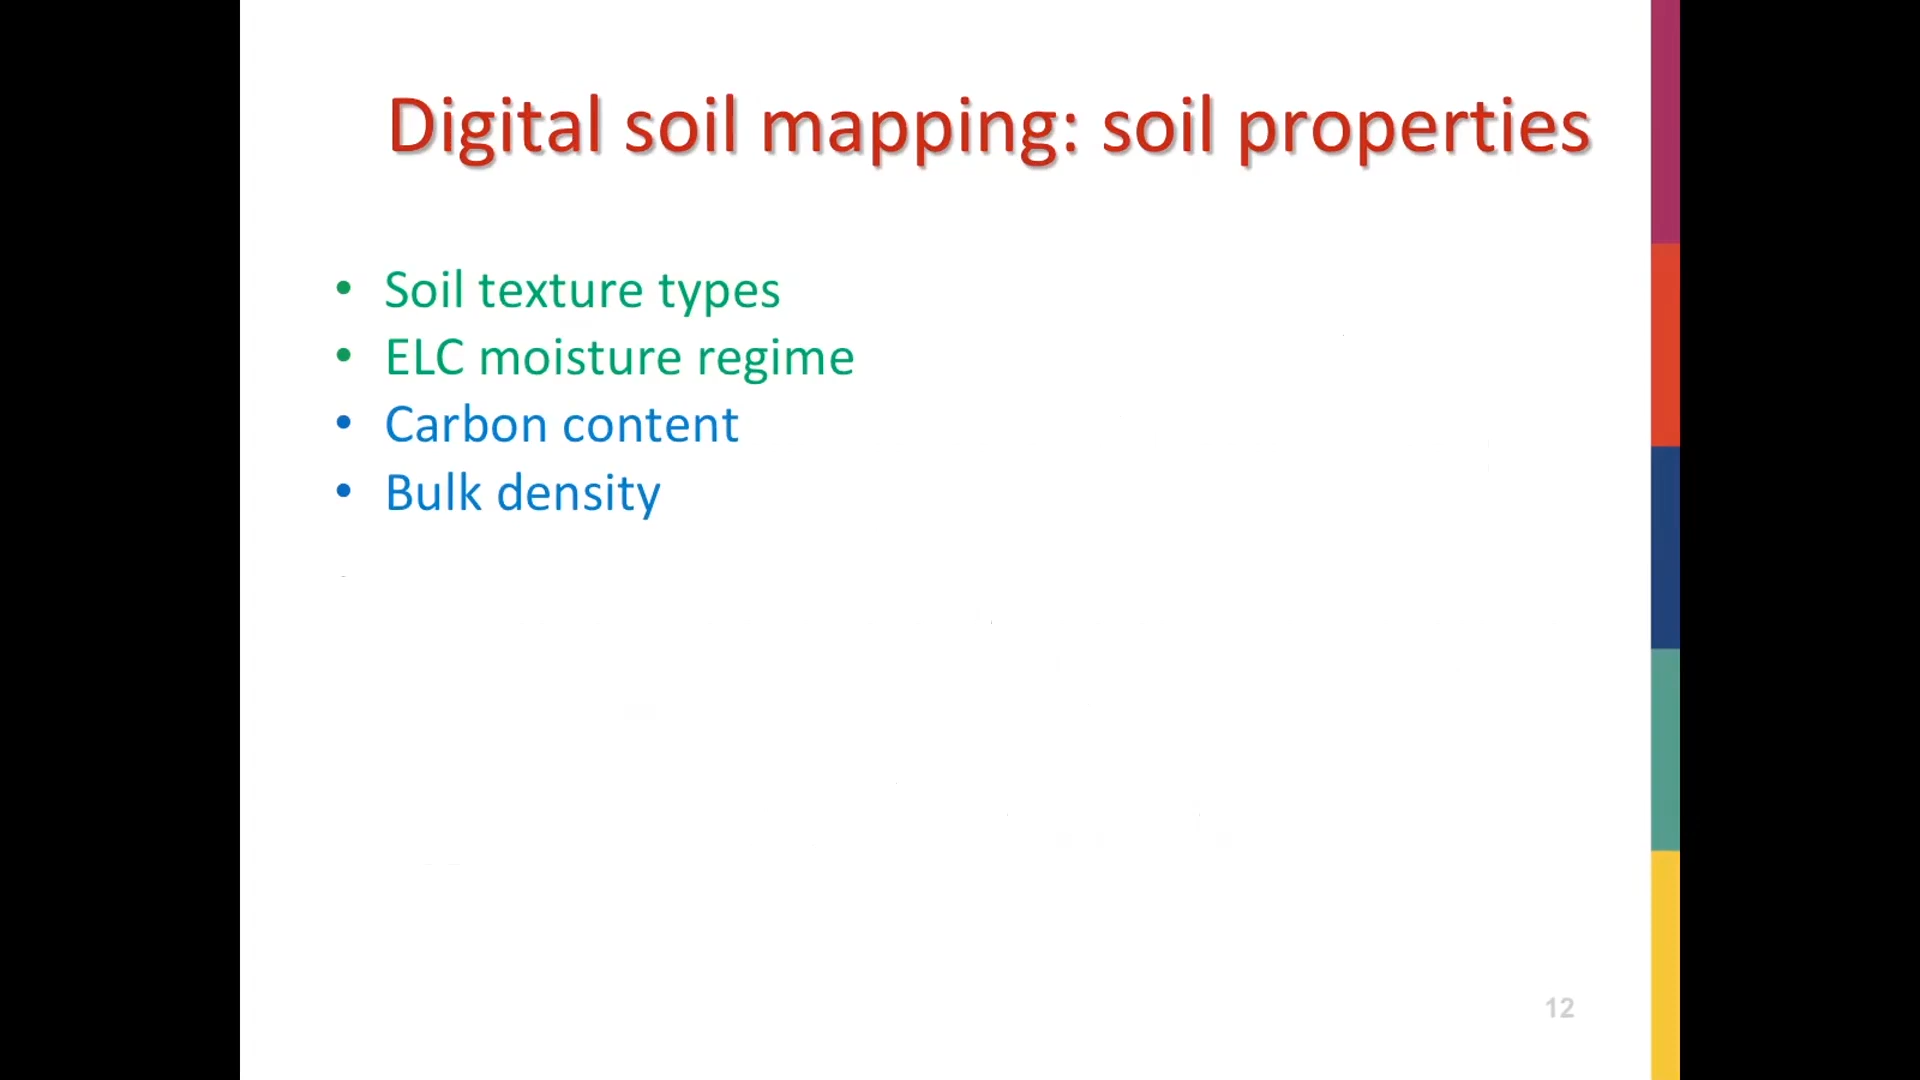 Digital soil mapping: soil properties
• Soil texture types
• ELC moisture regime
• Carbon content
• Bulk density
12